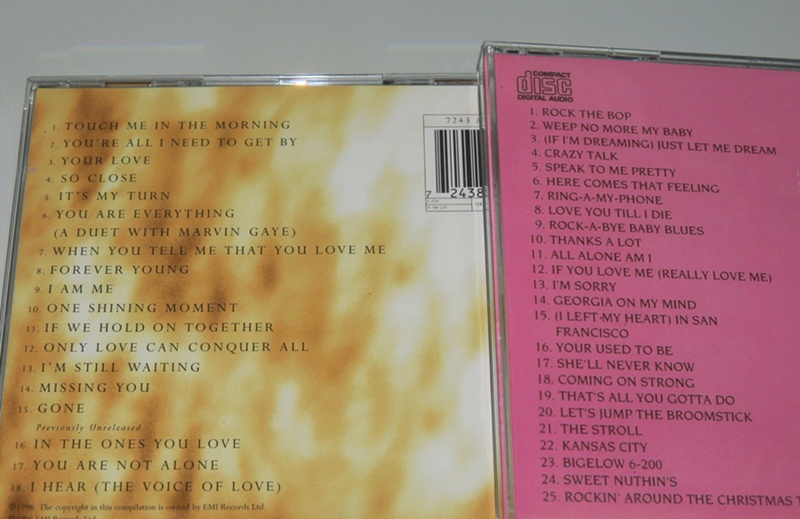 1. TOUCH ME IN THE MORNING
2. YOU'RE ALL I NEED TO GET BY
3. YOUR LOVE
4. SO CLOSE
5. IT'S MY TURN
6. YOU ARE EVERYTHING
(A DUET WITH MARVIN GAYE)
7. WHEN YOU TELL ME THAT YOU LOVE ME
8. FOREVER YOUNG
9. I AM ME
10. ONE SHINING MOMENT
11. IF WE HOLD ON TOGETHER
12. ONLY LOVE CAN CONQUER ALL
13. I'M STILL WAITING
14. MISSING YOU
15. GONE
Previously Unreleased
16. IN THE ONES YOU LOVE
17. YOU ARE NOT ALONE
18. I HEAR (THE VOICE OF LOVE)
©1996 The copyright in this compilation is owned by EMI Records Ltd.
EMI Records Ltd.
7243
7 2438
COMPACT
disc
DIGITAL AUDIO
1. ROCK THE BOP
2. WEEP NO MORE MY BABY
3. (IF I'M DREAMING) JUST LET ME DREAM
4. CRAZY TALK
5. SPEAK TO ME PRETTY
6. HERE COMES THAT FEELING
7. RING-A-MY-PHONE
8. LOVE YOU TILL I DIE
9. ROCK-A-BYE BABY BLUES
10. THANKS A LOT
11. ALL ALONE AM I
12. IF YOU LOVE ME (REALLY LOVE ME)
13. I'M SORRY
14. GEORGIA ON MY MIND
15. (I LEFT MY HEART) IN SAN
FRANCISCO
16. YOUR USED TO BE
17. SHE'LL NEVER KNOW
18. COMING ON STRONG
19. THAT'S ALL YOU GOTTA DO
20. LET'S JUMP THE BROOMSTICK
21. THE STROLL
22. KANSAS CITY
23. BIGELOW 6-200
24. SWEET NUTHIN'S
25. ROCKIN' AROUND THE CHRISTMAS T